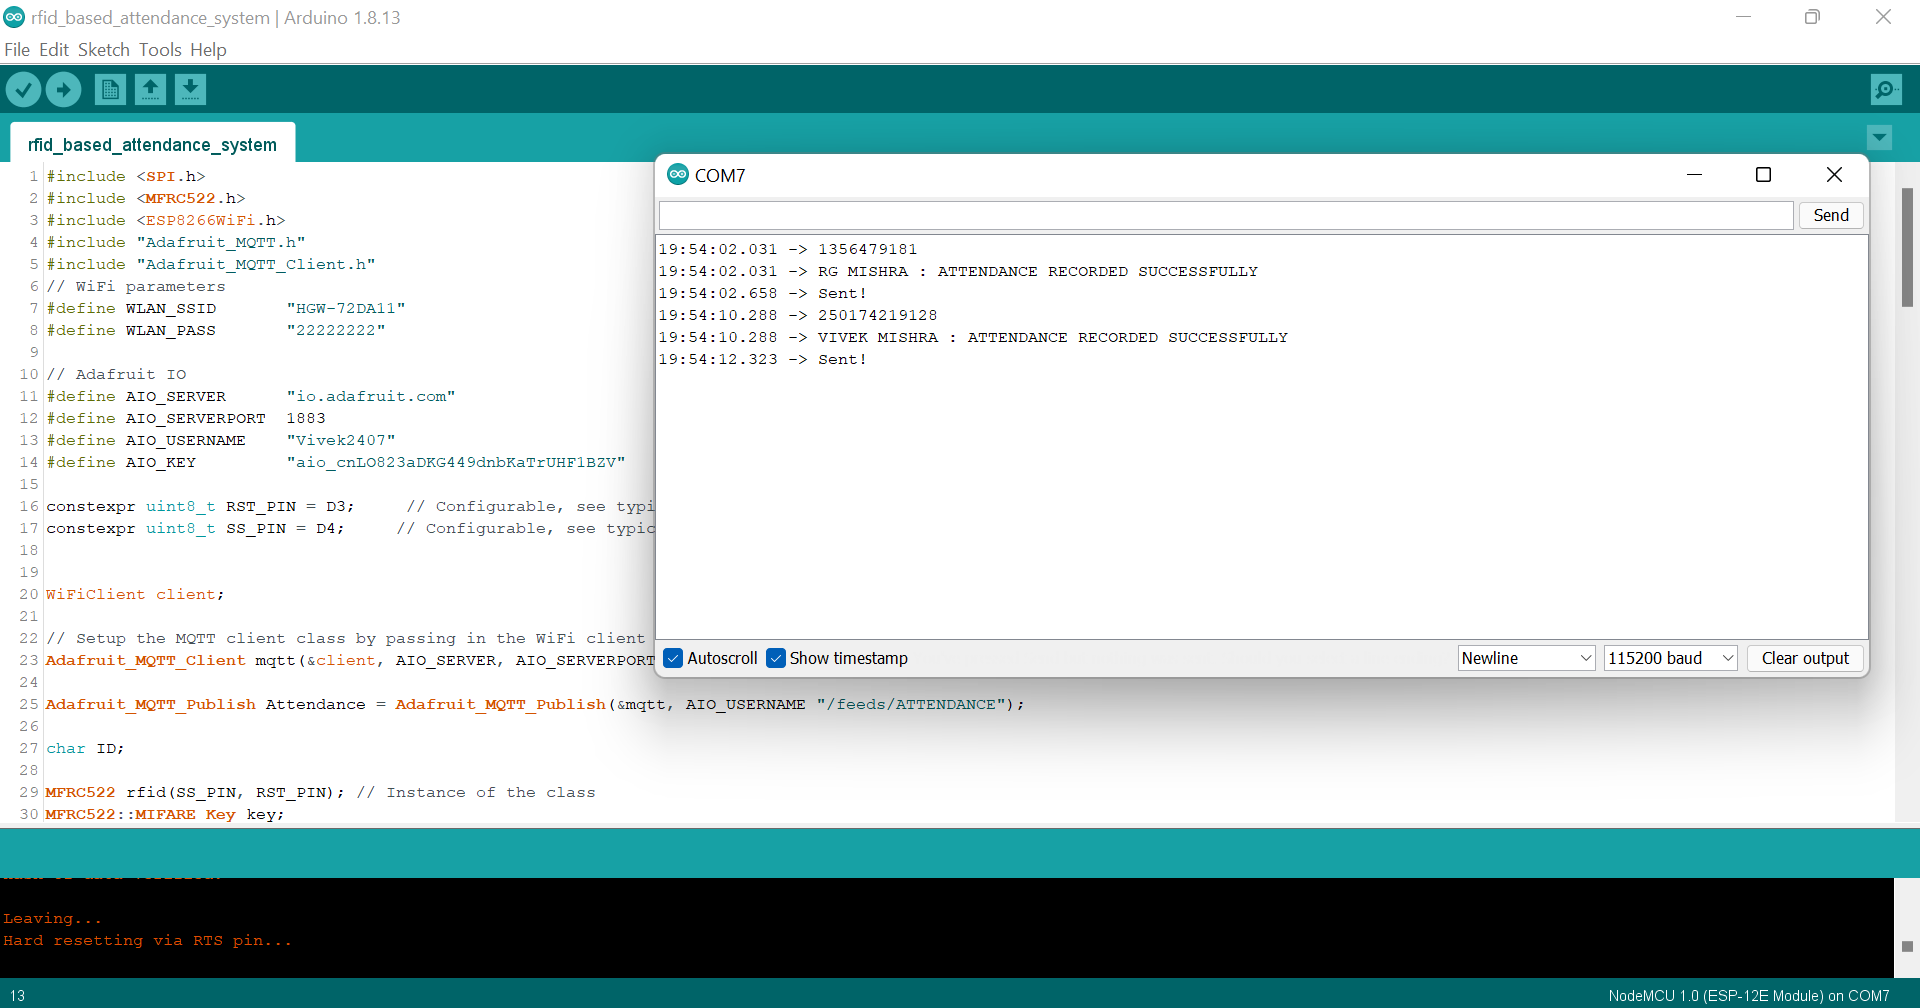 rfid_based_attendance_system | Arduino 1.8.13
File Edit Sketch Tools Help
rfid_based_attendance_system
1 #include <SPI.h>
2 #include <MFRC522.h>
3 #include <ESP8266WiFi.h>
4 #include "Adafruit_MQTT.h"
5 #include "Adafruit_MQTT_Client.h"
6 // WiFi parameters
7 #define WLAN_SSID "HGW-72DA11"
8 #define WLAN_PASS "22222222"
9
10 // Adafruit IO
11 #define AIO_SERVER "io.adafruit.com"
12 #define AIO_SERVERPORT 1883
13 #define AIO_USERNAME "Vivek2407"
14 #define AIO_KEY "aio_cnLO823aDKG449dnbKaTrUHF1BZV"
15
16 constexpr uint8_t RST_PIN = D3; // Configurable, see typi
17 constexpr uint8_t SS_PIN = D4; // Configurable, see typic
18
19
20 WiFiClient client;
21
22 // Setup the MQTT client class by passing in the WiFi client
23 Adafruit_MQTT_Client mqtt(&client, AIO_SERVER, AIO_SERVERPORT
24
25 Adafruit_MQTT_Publish Attendance = Adafruit_MQTT_Publish(&mqtt, AIO_USERNAME "/feeds/ATTENDANCE");
26
27 char ID;
28
29 MFRC522 rfid(SS_PIN, RST_PIN); // Instance of the class
30 MFRC522::MIFARE_Key key;
COM7
Send
19:54:02.031 -> 1356479181
19:54:02.031 -> RG MISHRA : ATTENDANCE RECORDED SUCCESSFULLY
19:54:02.658 -> Sent!
19:54:10.288 -> 250174219128
19:54:10.288 -> VIVEK MISHRA : ATTENDANCE RECORDED SUCCESSFULLY
19:54:12.323 -> Sent!
Autoscroll Show timestamp Newline 115200 baud Clear output
Leaving...
Hard resetting via RTS pin...
13 NodeMCU 1.0 (ESP-12E Module) on COM7